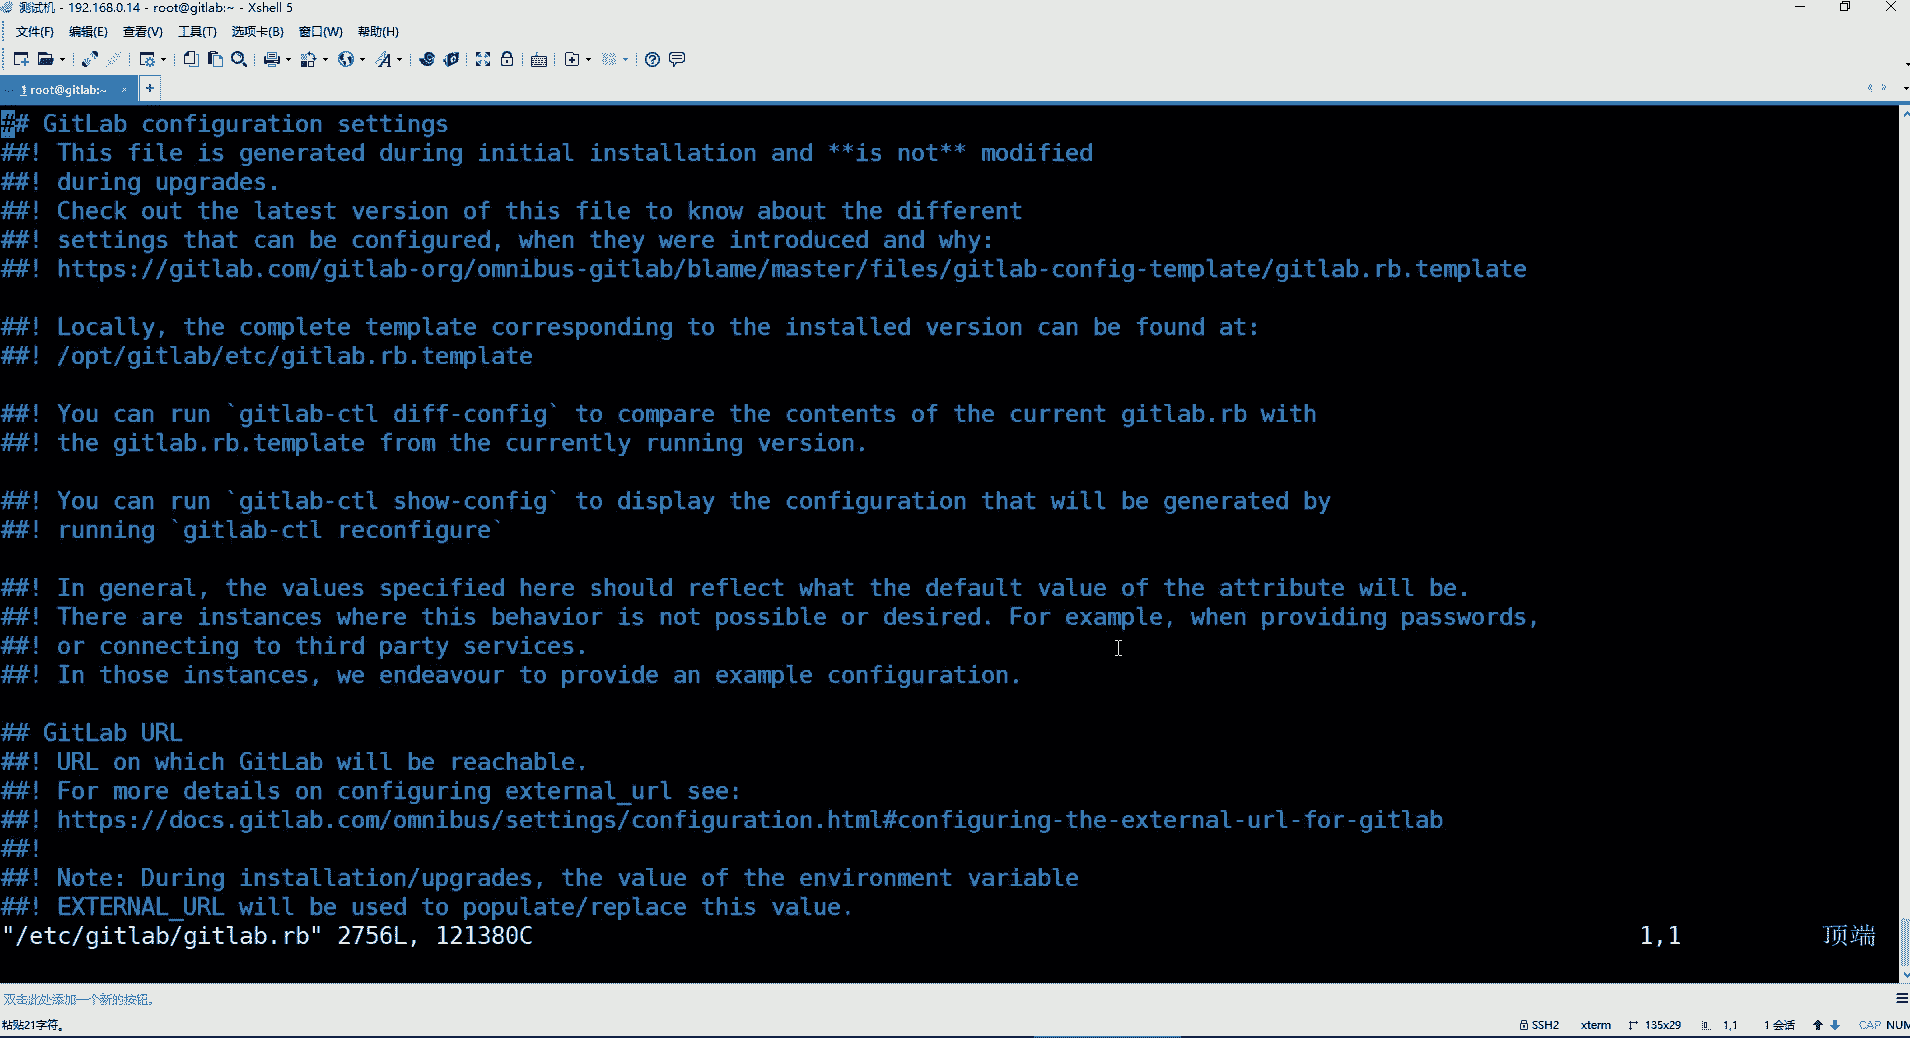 测试机 - 192.168.0.14 - root@gitlab:~ - Xshell 5
文件(F) 编辑(E) 查看(V) 工具(T) 选项卡(B) 窗口(W) 帮助(H)
1 root@gitlab:~
## GitLab configuration settings
##! This file is generated during initial installation and **is not** modified
##! during upgrades.
##! Check out the latest version of this file to know about the different
##! settings that can be configured, when they were introduced and why:
##! https://gitlab.com/gitlab-org/omnibus-gitlab/blame/master/files/gitlab-config-template/gitlab.rb.template
##! Locally, the complete template corresponding to the installed version can be found at:
##! /opt/gitlab/etc/gitlab.rb.template
##! You can run `gitlab-ctl diff-config` to compare the contents of the current gitlab.rb with
##! the gitlab.rb.template from the currently running version.
##! You can run `gitlab-ctl show-config` to display the configuration that will be generated by
##! running `gitlab-ctl reconfigure`
##! In general, the values specified here should reflect what the default value of the attribute will be.
##! There are instances where this behavior is not possible or desired. For example, when providing passwords,
##! or connecting to third party services.
##! In those instances, we endeavour to provide an example configuration.
## GitLab URL
##! URL on which GitLab will be reachable.
##! For more details on configuring external_url see:
##! https://docs.gitlab.com/omnibus/settings/configuration.html#configuring-the-external-url-for-gitlab
##!
##! Note: During installation/upgrades, the value of the environment variable
##! EXTERNAL_URL will be used to populate/replace this value.
"/etc/gitlab/gitlab.rb" 2756L, 121380C 1,1 顶端
双击此处添加一个新的按钮。
粘贴21字符。 SSH2 xterm 135x29 1,1 1 会话 CAP NUM